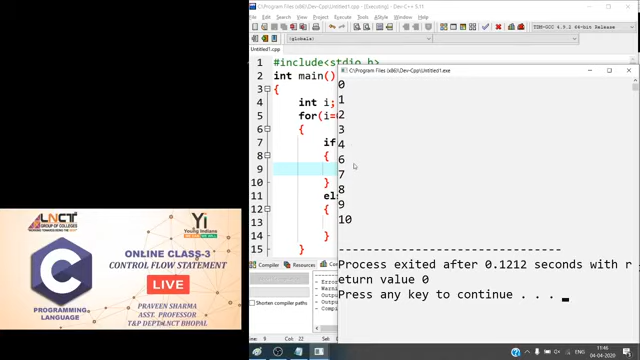 C:\Program Files (x86)\Dev-Cpp\Untitled1.cpp - [Executing] - Dev-C++ 5.11
File Edit Search View Project Execute Tools AStyle Window Help
TDM-GCC 4.9.2 64-bit Release
(globals)
Untitled1.cpp
1 #include<stdio.h>
2 int main()
3 {
4 int i;
5 for(i=
6 {
7 if
8 {
9
10 }
11
12 {
13
14 }
15 }
C:\Program Files (x86)\Dev-Cpp\Untitled1.exe
0
1
2
3
4
6
7
8
9
10
--------------------------------
Process exited after 0.1212 seconds with r
eturn value 0
Press any key to continue . . .
Compiler
Shorten compiler paths
LNCT
GROUP OF COLLEGES
Yi
Young Indians
C
PROGRAMMING
LANGUAGE
ONLINE CLASS-3
CONTROL FLOW STATEMENT
LIVE
PRAVEEN SHARMA
ASST. PROFESSOR
T&P DEPTT.LNCT BHOPAL
11:46
04-04-2020